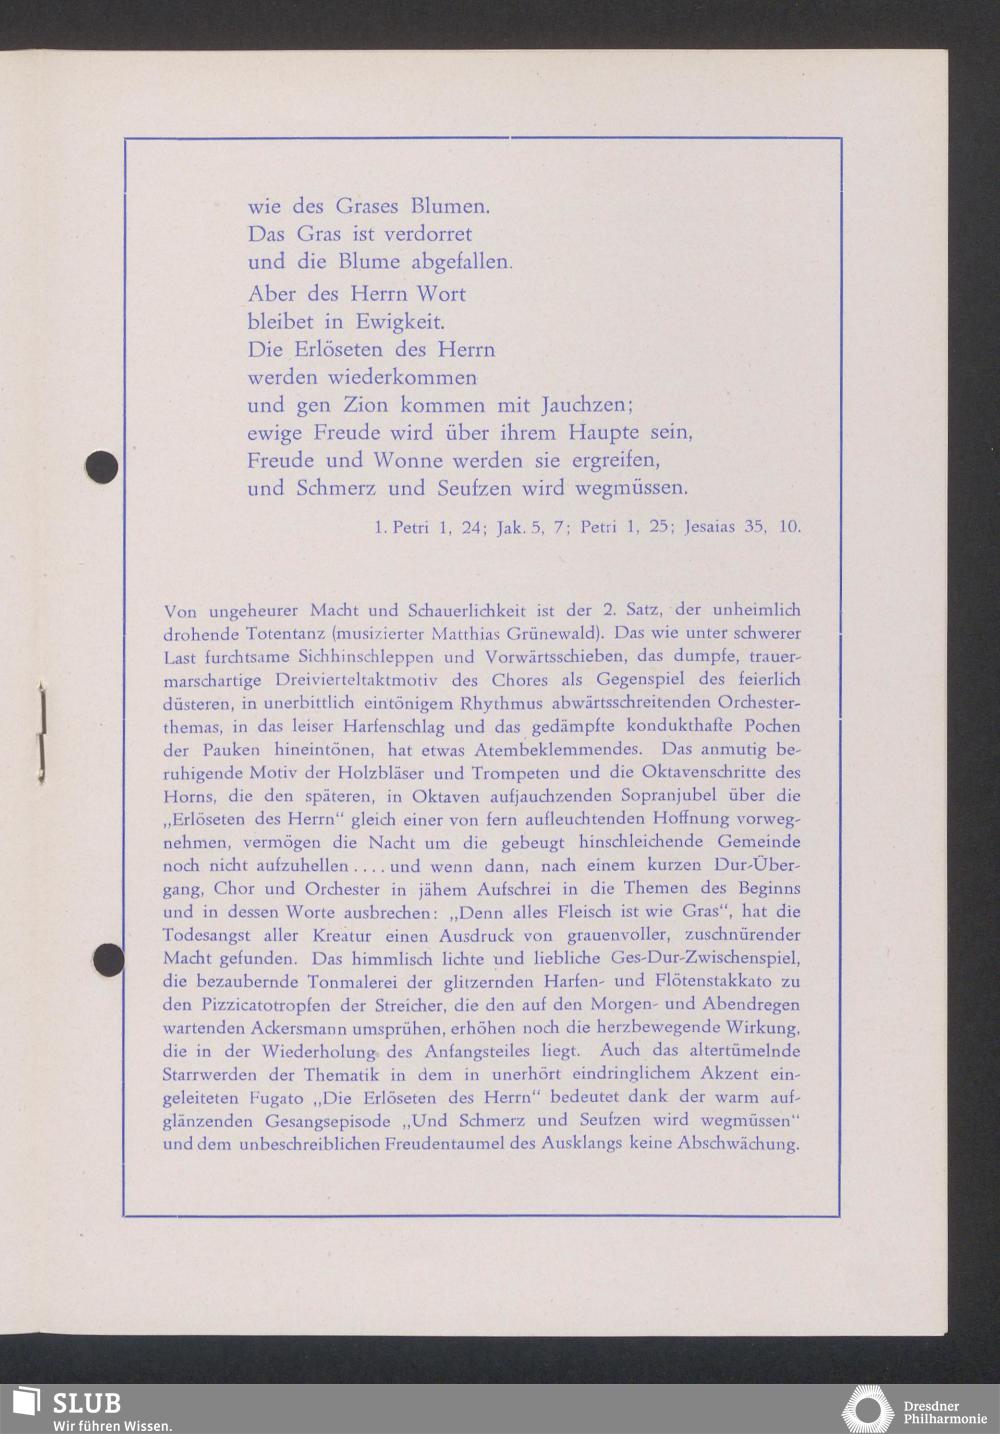 wie des Grases Blumen.
Das Gras ist verdorret
und die Blume abgefallen.
Aber des Herrn Wort
bleibet in Ewigkeit.
Die Erlöseten des Herrn
werden wiederkommen
und gen Zion kommen mit Jauchzen;
ewige Freude wird über ihrem Haupte sein,
Freude und Wonne werden sie ergreifen,
und Schmerz und Seufzen wird wegmüssen.
1. Petri 1, 24; Jak. 5, 7; Petri 1, 25; Jesaias 35, 10.
Von ungeheurer Macht und Schauerlichkeit ist der 2. Satz, der unheimlich
drohende Totentanz (musizierter Matthias Grünewald). Das wie unter schwerer
Last furchtsame Sichhinschleppen und Vorwärtsschieben, das dumpfe, trauer-
marschartige Dreivierteltaktmotiv des Chores als Gegenspiel des feierlich
düsteren, in unerbittlich eintönigem Rhythmus abwärtsschreitenden Orchester-
themas, in das leiser Harfenschlag und das gedämpfte kondukthafte Pochen
der Pauken hineintönen, hat etwas Atembeklemmendes. Das anmutig be-
ruhigende Motiv der Holzbläser und Trompeten und die Oktavenschritte des
Horns, die den späteren, in Oktaven aufjauchzenden Sopranjubel über die
„Erlöseten des Herrn“ gleich einer von fern aufleuchtenden Hoffnung vorweg-
nehmen, vermögen die Nacht um die gebeugt hinschleichende Gemeinde
noch nicht aufzuhellen .... und wenn dann, nach einem kurzen Dur-Über-
gang, Chor und Orchester in jähem Aufschrei in die Themen des Beginns
und in dessen Worte ausbrechen: „Denn alles Fleisch ist wie Gras“, hat die
Todesangst aller Kreatur einen Ausdruck von grauenvoller, zuschnürender
Macht gefunden. Das himmlisch lichte und liebliche Ges-Dur-Zwischenspiel,
die bezaubernde Tonmalerei der glitzernden Harfen- und Flötenstakkato zu
den Pizzicatotropfen der Streicher, die den auf den Morgen- und Abendregen
wartenden Ackersmann umsprühen, erhöhen noch die herzbewegende Wirkung,
die in der Wiederholung des Anfangsteiles liegt. Auch das altertümelnde
Starrwerden der Thematik in dem in unerhört eindringlichem Akzent ein-
geleiteten Fugato „Die Erlöseten des Herrn“ bedeutet dank der warm auf-
glänzenden Gesangsepisode „Und Schmerz und Seufzen wird wegmüssen“
und dem unbeschreiblichen Freudentaumel des Ausklangs keine Abschwächung.
SLUB
Wir führen Wissen.
Dresdner
Philharmonie